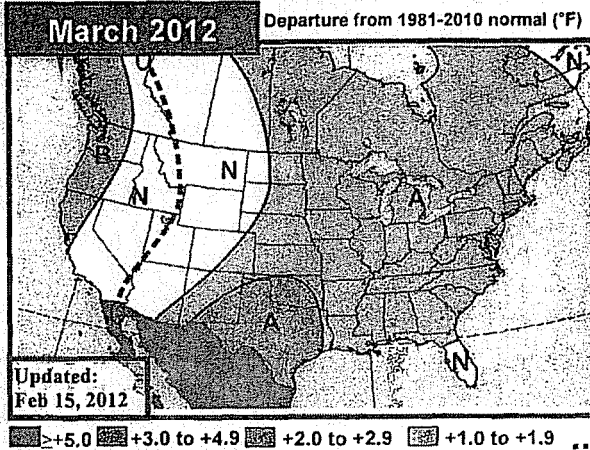 March 2012
Departure from 1981-2010 normal (°F)
N
B
N
N
A
A
N
Updated:
Feb 15, 2012
≥+5.0 +3.0 to +4.9 +2.0 to +2.9 +1.0 to +1.9